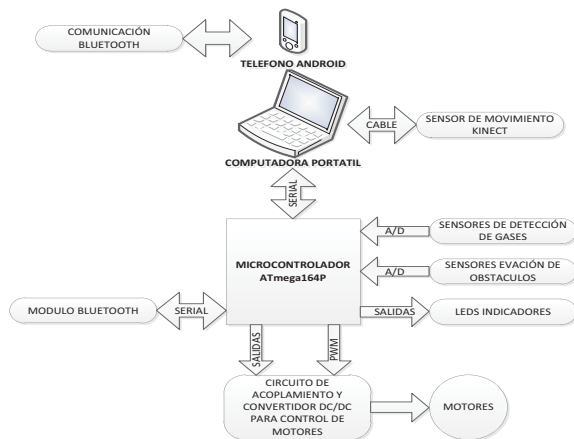 COMUNICACIÓN
BLUETOOTH
TELEFONO ANDROID
CABLE
SENSOR DE MOVIMIENTO
KINECT
COMPUTADORA PORTATIL
SERIAL
MICROCONTROLADOR
ATmega164P
A/D
SENSORES DE DETECCIÓN
DE GASES
A/D
SENSORES EVACIÓN DE
OBSTACULOS
MODULO BLUETOOTH
SERIAL
SALIDAS
LEDS INDICADORES
SALIDAS
PWM
CIRCUITO DE
ACOPLAMIENTO Y
CONVERTIDOR DC/DC
PARA CONTROL DE
MOTORES
MOTORES